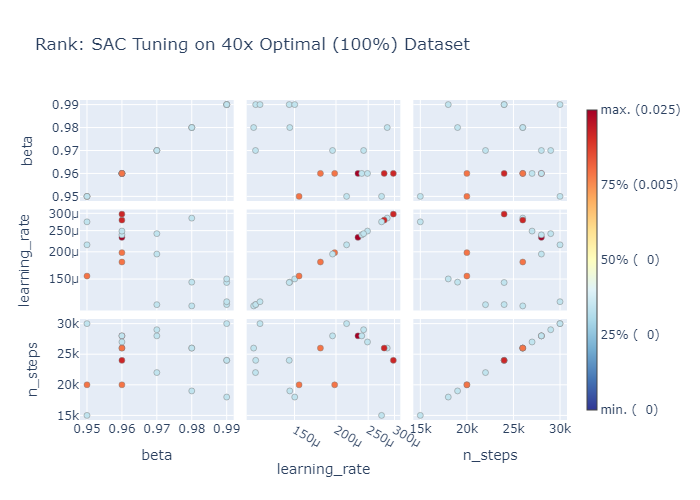 Rank: SAC Tuning on 40x Optimal (100%) Dataset
0.99
0.98
0.97
0.96
0.95
beta
300μ
250μ
200μ
150μ
learning_rate
30k
25k
20k
15k
n_steps
0.95 0.96 0.97 0.98 0.99
beta
150μ 200μ 250μ 300μ
learning_rate
15k 20k 25k 30k
n_steps
max. (0.025)
75% (0.005)
50% (  0)
25% (  0)
min. (  0)